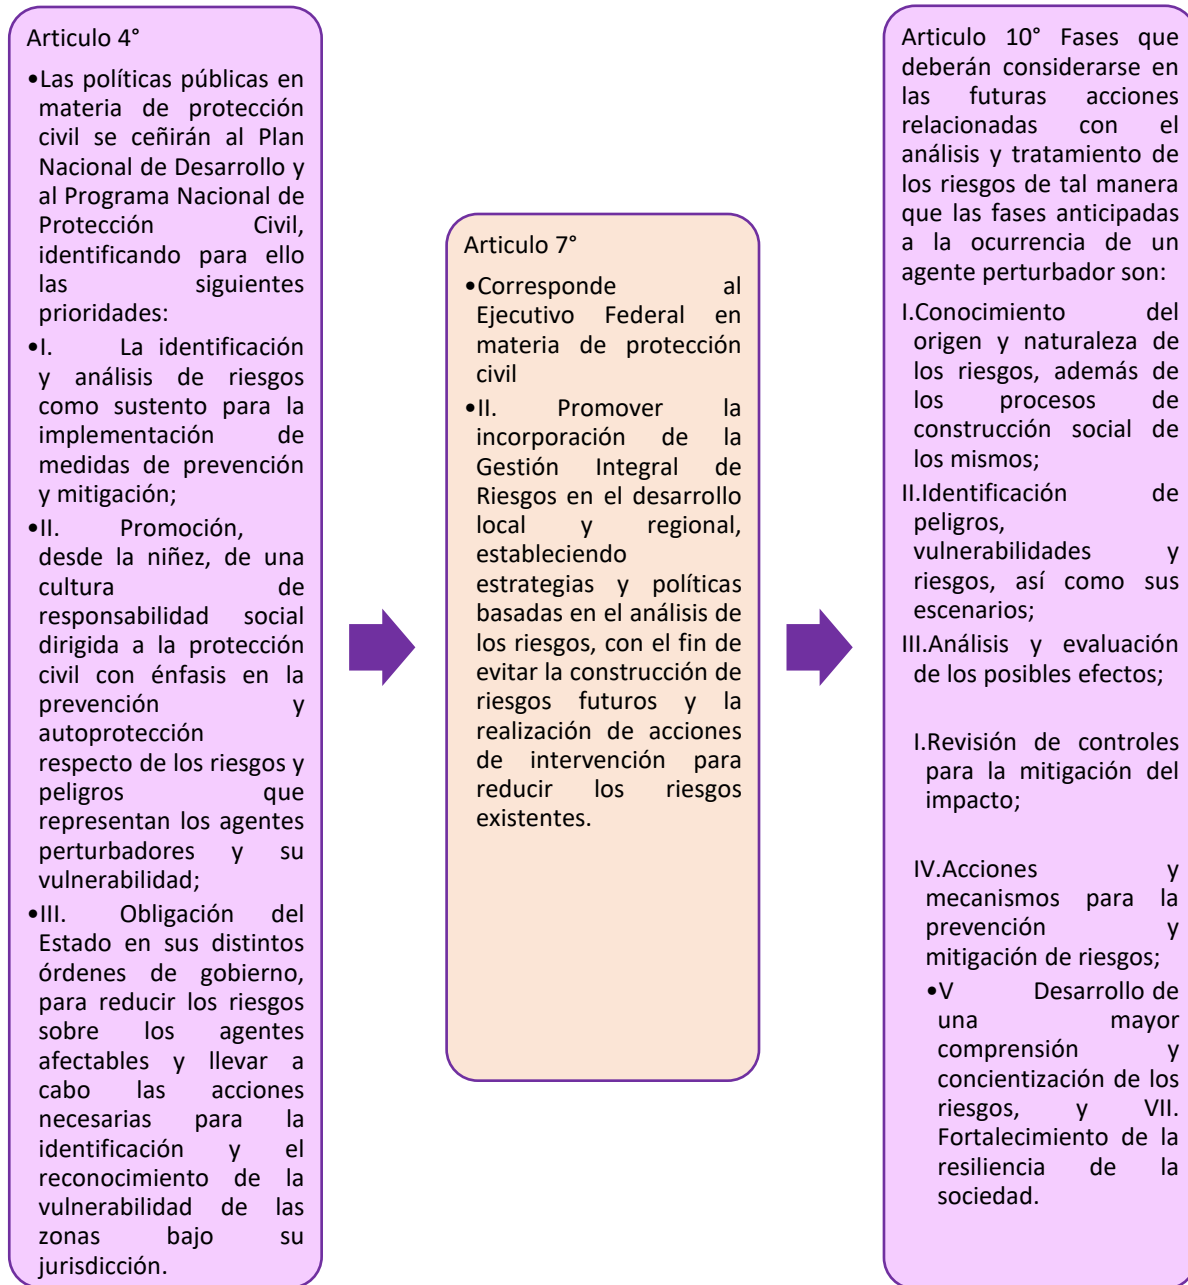 Articulo 4°
•Las políticas públicas en
materia de protección
civil se ceñirán al Plan
Nacional de Desarrollo y
al Programa Nacional de
Protección Civil,
identificando para ello
las siguientes
prioridades:
•I. La identificación
y análisis de riesgos
como sustento para la
implementación de
medidas de prevención
y mitigación;
•II. Promoción,
desde la niñez, de una
cultura de
responsabilidad social
dirigida a la protección
civil con énfasis en la
prevención y
autoprotección
respecto de los riesgos y
peligros que
representan los agentes
perturbadores y su
vulnerabilidad;
•III. Obligación del
Estado en sus distintos
órdenes de gobierno,
para reducir los riesgos
sobre los agentes
afectables y llevar a
cabo las acciones
necesarias para la
identificación y el
reconocimiento de la
vulnerabilidad de las
zonas bajo su
jurisdicción.
Articulo 7°
•Corresponde al
Ejecutivo Federal en
materia de protección
civil
•II. Promover la
incorporación de la
Gestión Integral de
Riesgos en el desarrollo
local y regional,
estableciendo
estrategias y políticas
basadas en el análisis de
los riesgos, con el fin de
evitar la construcción de
riesgos futuros y la
realización de acciones
de intervención para
reducir los riesgos
existentes.
Articulo 10° Fases que
deberán considerarse en
las futuras acciones
relacionadas con el
análisis y tratamiento de
los riesgos de tal manera
que las fases anticipadas
a la ocurrencia de un
agente perturbador son:
I.Conocimiento del
origen y naturaleza de
los riesgos, además de
los procesos de
construcción social de
los mismos;
II.Identificación de
peligros,
vulnerabilidades y
riesgos, así como sus
escenarios;
III.Análisis y evaluación
de los posibles efectos;
I.Revisión de controles
para la mitigación del
impacto;
IV.Acciones y
mecanismos para la
prevención y
mitigación de riesgos;
•V Desarrollo de
una mayor
comprensión y
concientización de los
riesgos, y VII.
Fortalecimiento de la
resiliencia de la
sociedad.